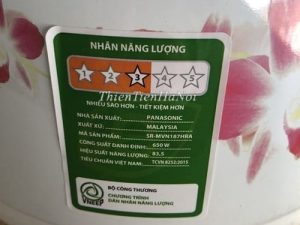 NHÃN NĂNG LƯỢNG
1 2 3 4 5
ThienTienHaNoi
NHIỀU SAO HƠN - TIẾT KIỆM HƠN
NHÀ SẢN XUẤT: PANASONIC
XUẤT XỨ: MALAYSIA
MÃ SẢN PHẨM: SR-MVN187HRA
CÔNG SUẤT DANH ĐỊNH: 650 W
HIỆU SUẤT NĂNG LƯỢNG: 83,5
TIÊU CHUẨN VIỆT NAM: TCVN 8252:2015
VNEEP
BỘ CÔNG THƯƠNG
CHƯƠNG TRÌNH
DÁN NHÃN NĂNG LƯỢNG